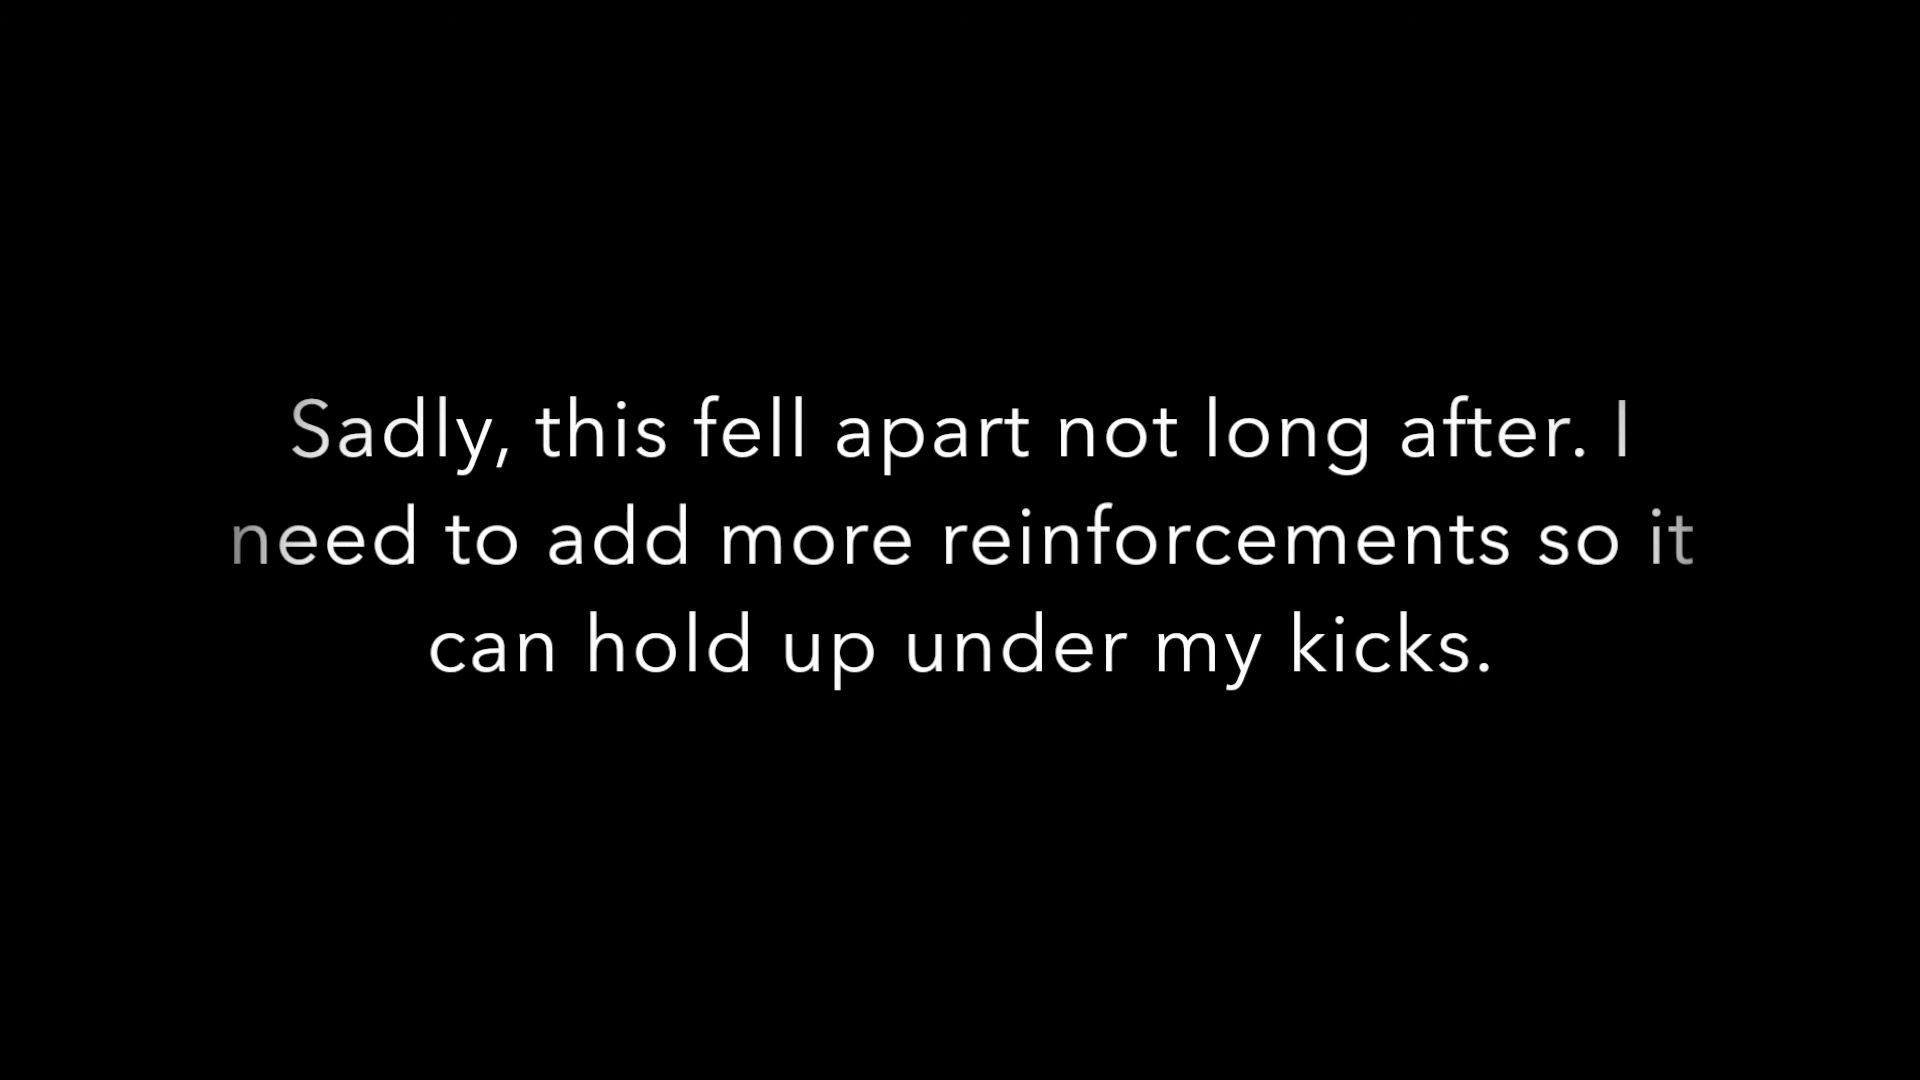 Sadly, this fell apart not long after. I
need to add more reinforcements so it
can hold up under my kicks.